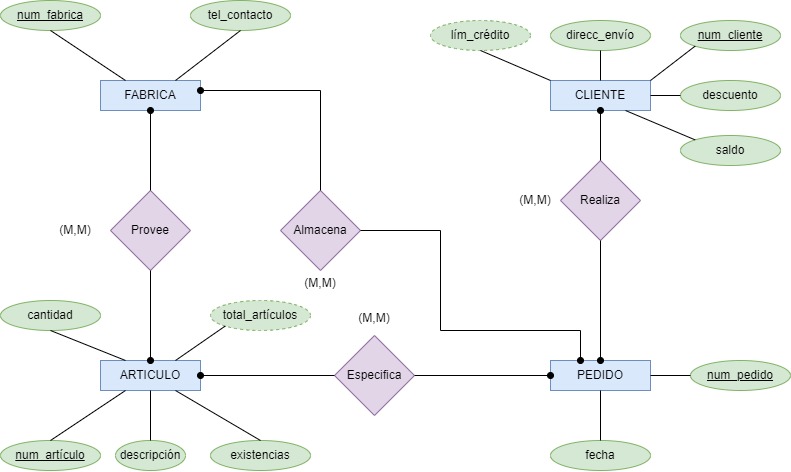 num_fabrica
tel_contacto
lím_crédito
direcc_envío
num_cliente
FABRICA
CLIENTE
descuento
saldo
(M,M)
Provee
Almacena
(M,M)
Realiza
(M,M)
cantidad
total_artículos
(M,M)
ARTICULO
Especifica
PEDIDO
num_pedido
num_artículo
descripción
existencias
fecha